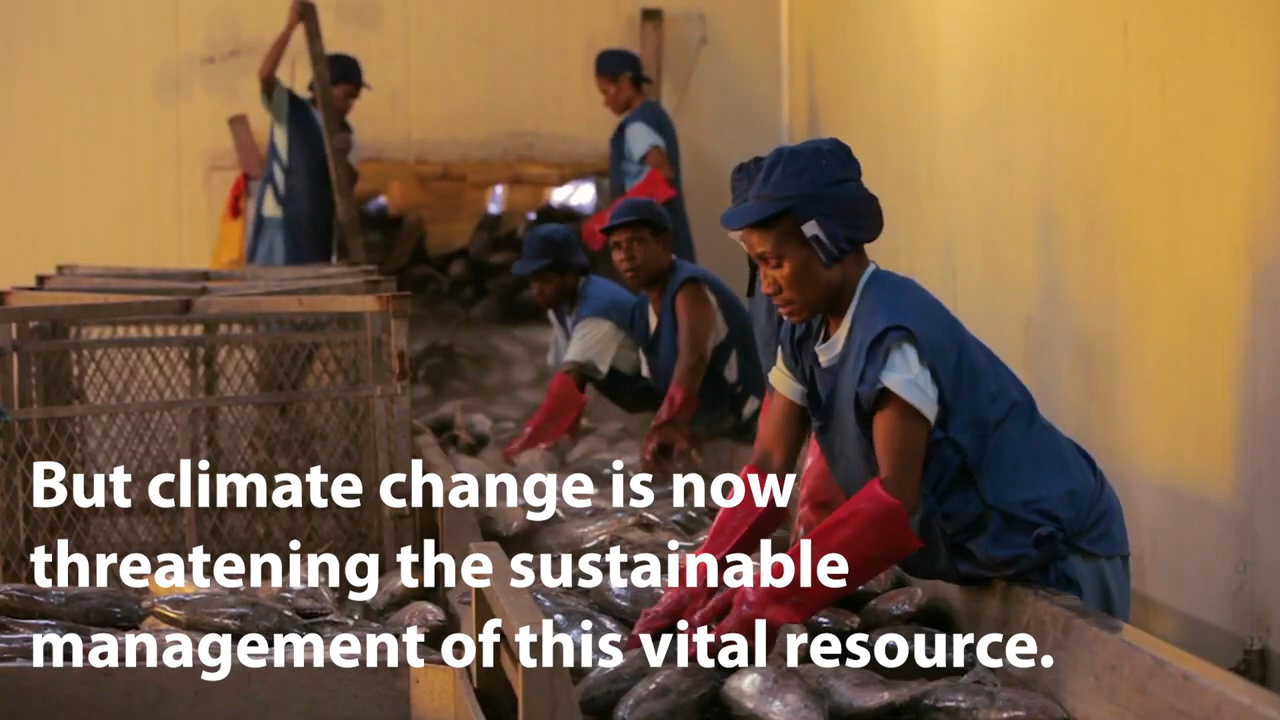 But climate change is now
threatening the sustainable
management of this vital resource.